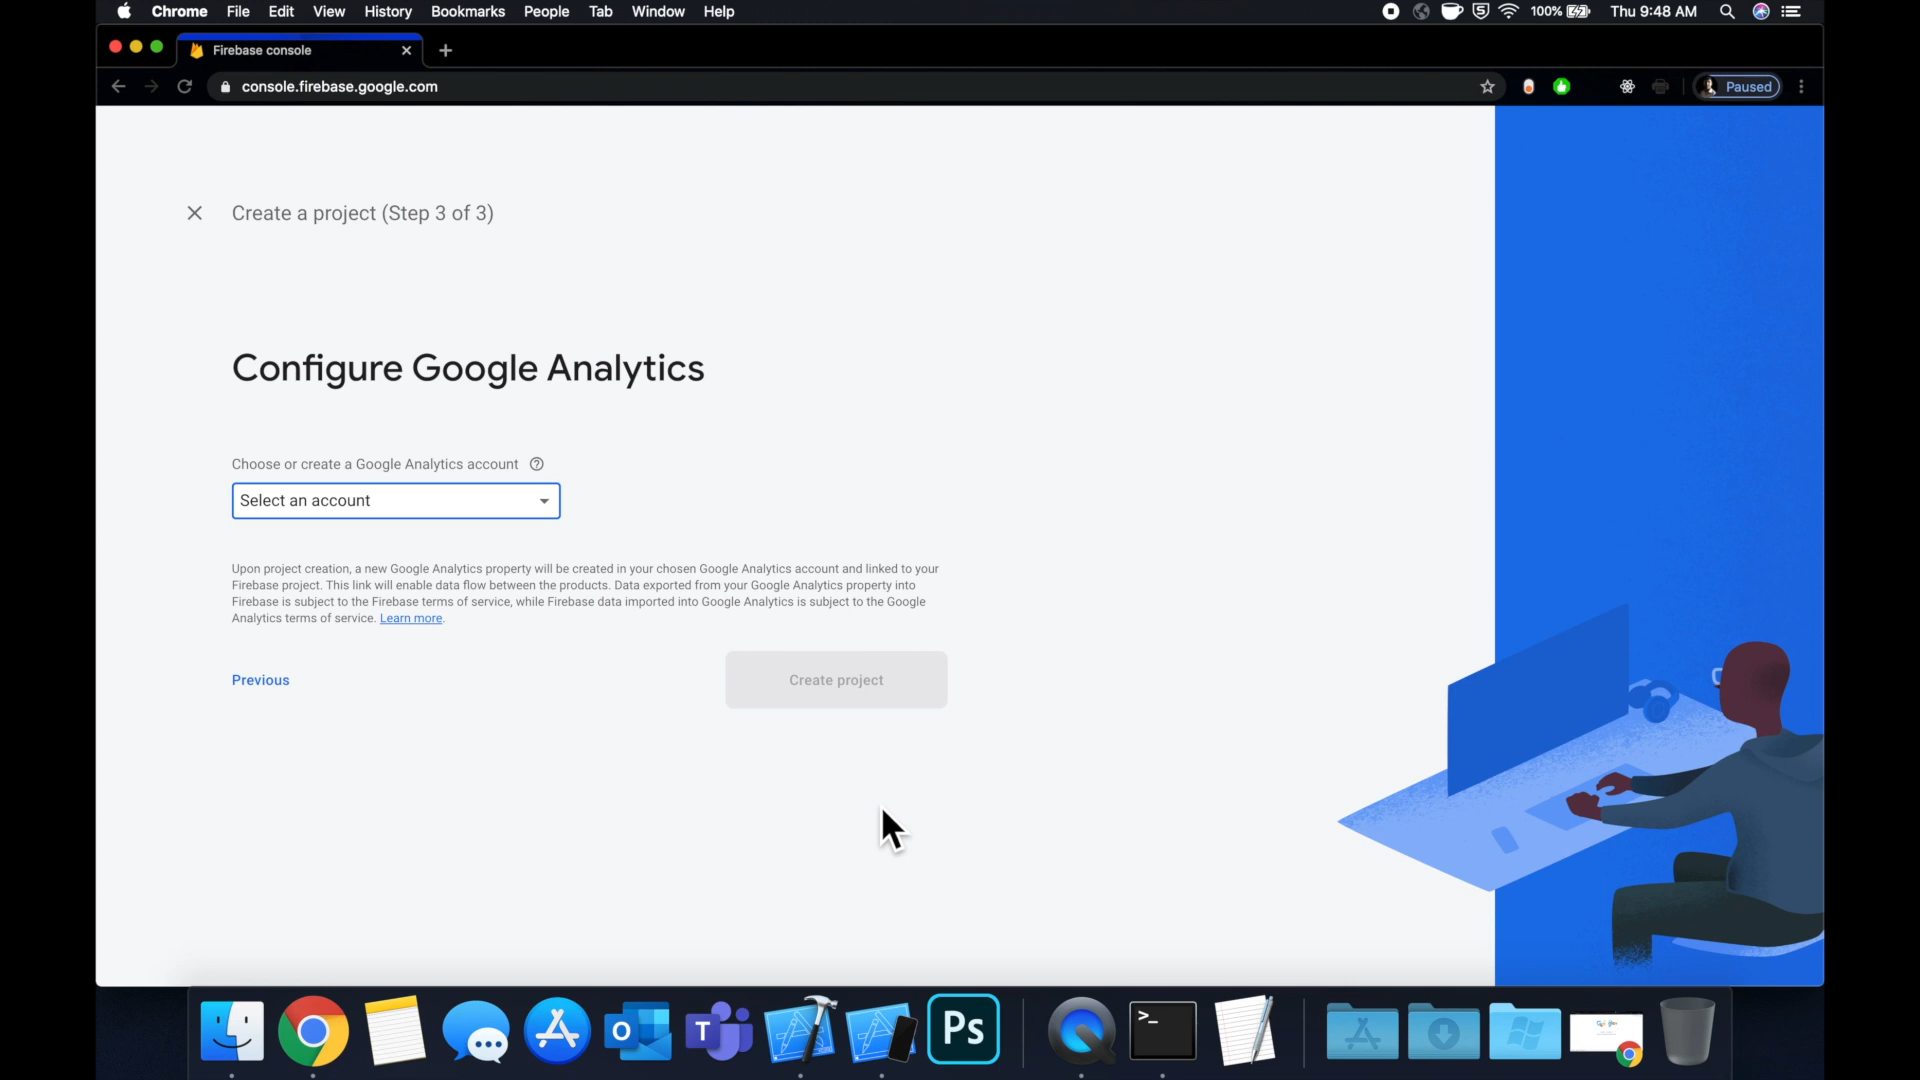 Chrome File Edit View History Bookmarks People Tab Window Help 100% Thu 9:48 AM
Firebase console
console.firebase.google.com Paused
Create a project (Step 3 of 3)
Configure Google Analytics
Choose or create a Google Analytics account
Select an account
Upon project creation, a new Google Analytics property will be created in your chosen Google Analytics account and linked to your
Firebase project. This link will enable data flow between the products. Data exported from your Google Analytics property into
Firebase is subject to the Firebase terms of service, while Firebase data imported into Google Analytics is subject to the Google
Analytics terms of service. Learn more.
Previous Create project
O T Ps >_